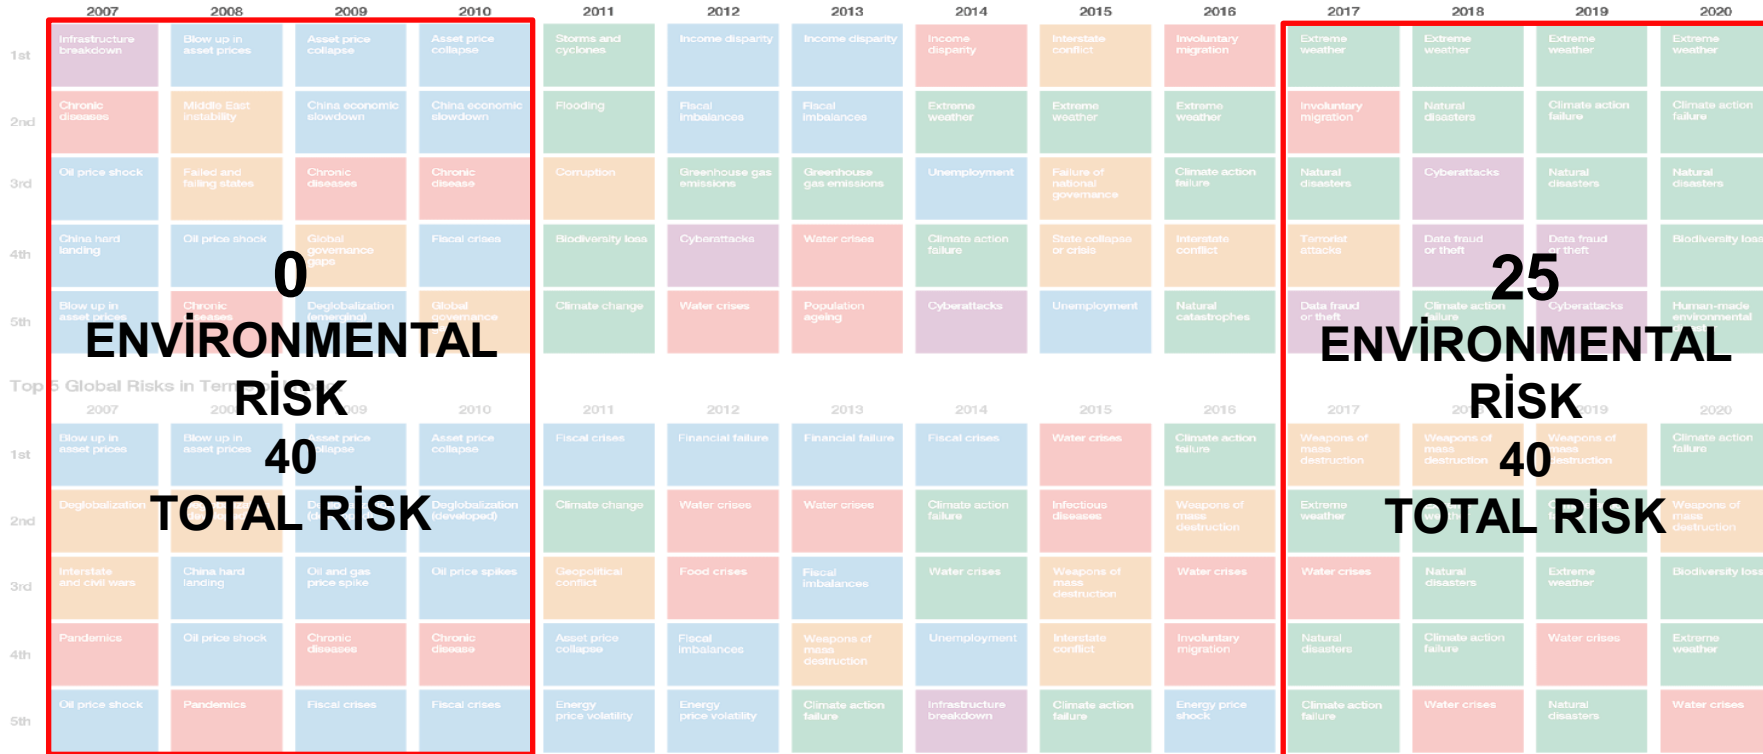 2007 2008 2009 2010 2011 2012 2013 2014 2015 2016 2017 2018 2019 2020
1st
Infrastructure
breakdown
Blow up in
asset prices
Asset price
collapse
Asset price
collapse
Storms and
cyclones
Income disparity
Income disparity
Income
disparity
Interstate
conflict
Involuntary
migration
Extreme
weather
Extreme
weather
Extreme
weather
Extreme
weather
2nd
Chronic
diseases
Middle East
instability
China economic
slowdown
China economic
slowdown
Flooding
Fiscal
imbalances
Fiscal
imbalances
Extreme
weather
Extreme
weather
Extreme
weather
Involuntary
migration
Natural
disasters
Climate action
failure
Climate action
failure
3rd
Oil price shock
Failed and
failing states
Chronic
diseases
Chronic
disease
Corruption
Greenhouse gas
emissions
Greenhouse
gas emissions
Unemployment
Failure of
national
governance
Climate action
failure
Natural
disasters
Cyberattacks
Natural
disasters
Natural
disasters
4th
China hard
landing
Oil price shock
Global
governance
gaps
Fiscal crises
Biodiversity loss
Cyberattacks
Water crises
Climate action
failure
State collapse
or crisis
Interstate
conflict
Terrorist
attacks
Data fraud
or theft
Data fraud
or theft
Biodiversity loss
5th
Blow up in
asset prices
Chronic
diseases
Deglobalization
(emerging)
Global
governance
Climate change
Water crises
Population
ageing
Cyberattacks
Unemployment
Natural
catastrophes
Data fraud
or theft
Climate action
failure
Cyberattacks
Human-made
environmental
0
ENVİRONMENTAL
RİSK
40
TOTAL RİSK
25
ENVİRONMENTAL
RİSK
40
TOTAL RİSK
Top 5 Global Risks in
2007 2009 2010 2011 2012 2013 2014 2015 2016 2017 2019 2020
1st
Blow up in
asset prices
Blow up in
asset prices
Asset price
collapse
Asset price
collapse
Fiscal crises
Financial failure
Financial failure
Fiscal crises
Water crises
Climate action
failure
Weapons of
mass
destruction
Weapons of
mass
destruction
Weapons of
mass
destruction
Climate action
failure
2nd
Deglobalization
Deglobalization
(developed)
Climate change
Water crises
Water crises
Climate action
failure
Infectious
diseases
Weapons of
mass
destruction
Extreme
weather
Weapons of
mass
destruction
3rd
Interstate
and civil wars
China hard
landing
Oil and gas
price spike
Oil price spikes
Geopolitical
conflict
Food crises
Fiscal
imbalances
Water crises
Weapons of
mass
destruction
Water crises
Water crises
Natural
disasters
Extreme
weather
Biodiversity loss
4th
Pandemics
Oil price shock
Chronic
diseases
Chronic
disease
Asset price
collapse
Fiscal
imbalances
Weapons of
mass
destruction
Unemployment
Interstate
conflict
Involuntary
migration
Natural
disasters
Climate action
failure
Water crises
Extreme
weather
5th
Oil price shock
Pandemics
Fiscal crises
Fiscal crises
Energy
price volatility
Energy
price volatility
Climate action
failure
Infrastructure
breakdown
Climate action
failure
Energy price
shock
Climate action
failure
Water crises
Natural
disasters
Water crises